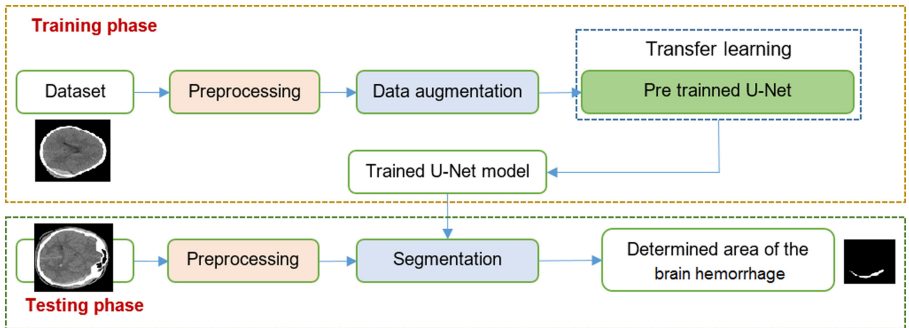 Training phase
Transfer learning
Dataset
Preprocessing
Data augmentation
Pre trainned U-Net
Trained U-Net model
Preprocessing
Segmentation
Determined area of the
brain hemorrhage
Testing phase